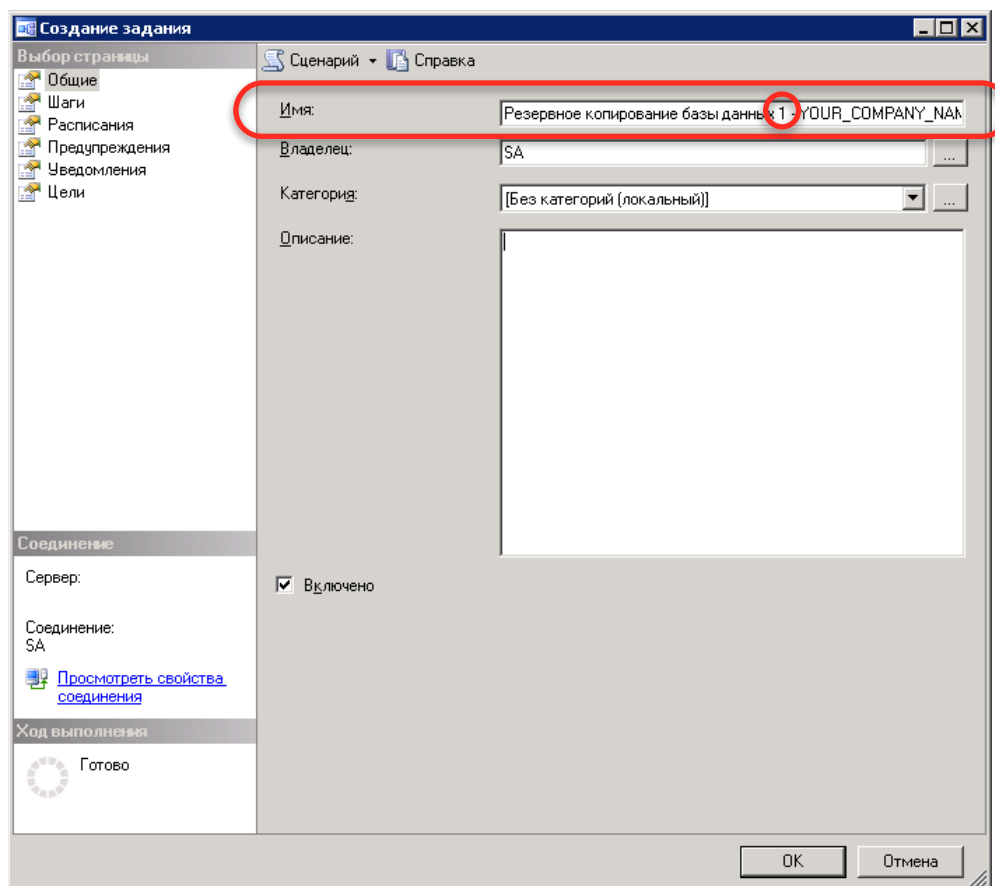 Создание задания
Выбор страницы
Общие
Шаги
Расписания
Предупреждения
Уведомления
Цели
Сценарий Справка
Имя: Резервное копирование базы данных 1 - YOUR_COMPANY_NAM
Владелец: SA ...
Категория: [Без категорий (локальный)] ...
Описание:
Включено
Соединение
Сервер:
Соединение:
SA
Просмотреть свойства
соединения
Ход выполнения
Готово
OK Отмена